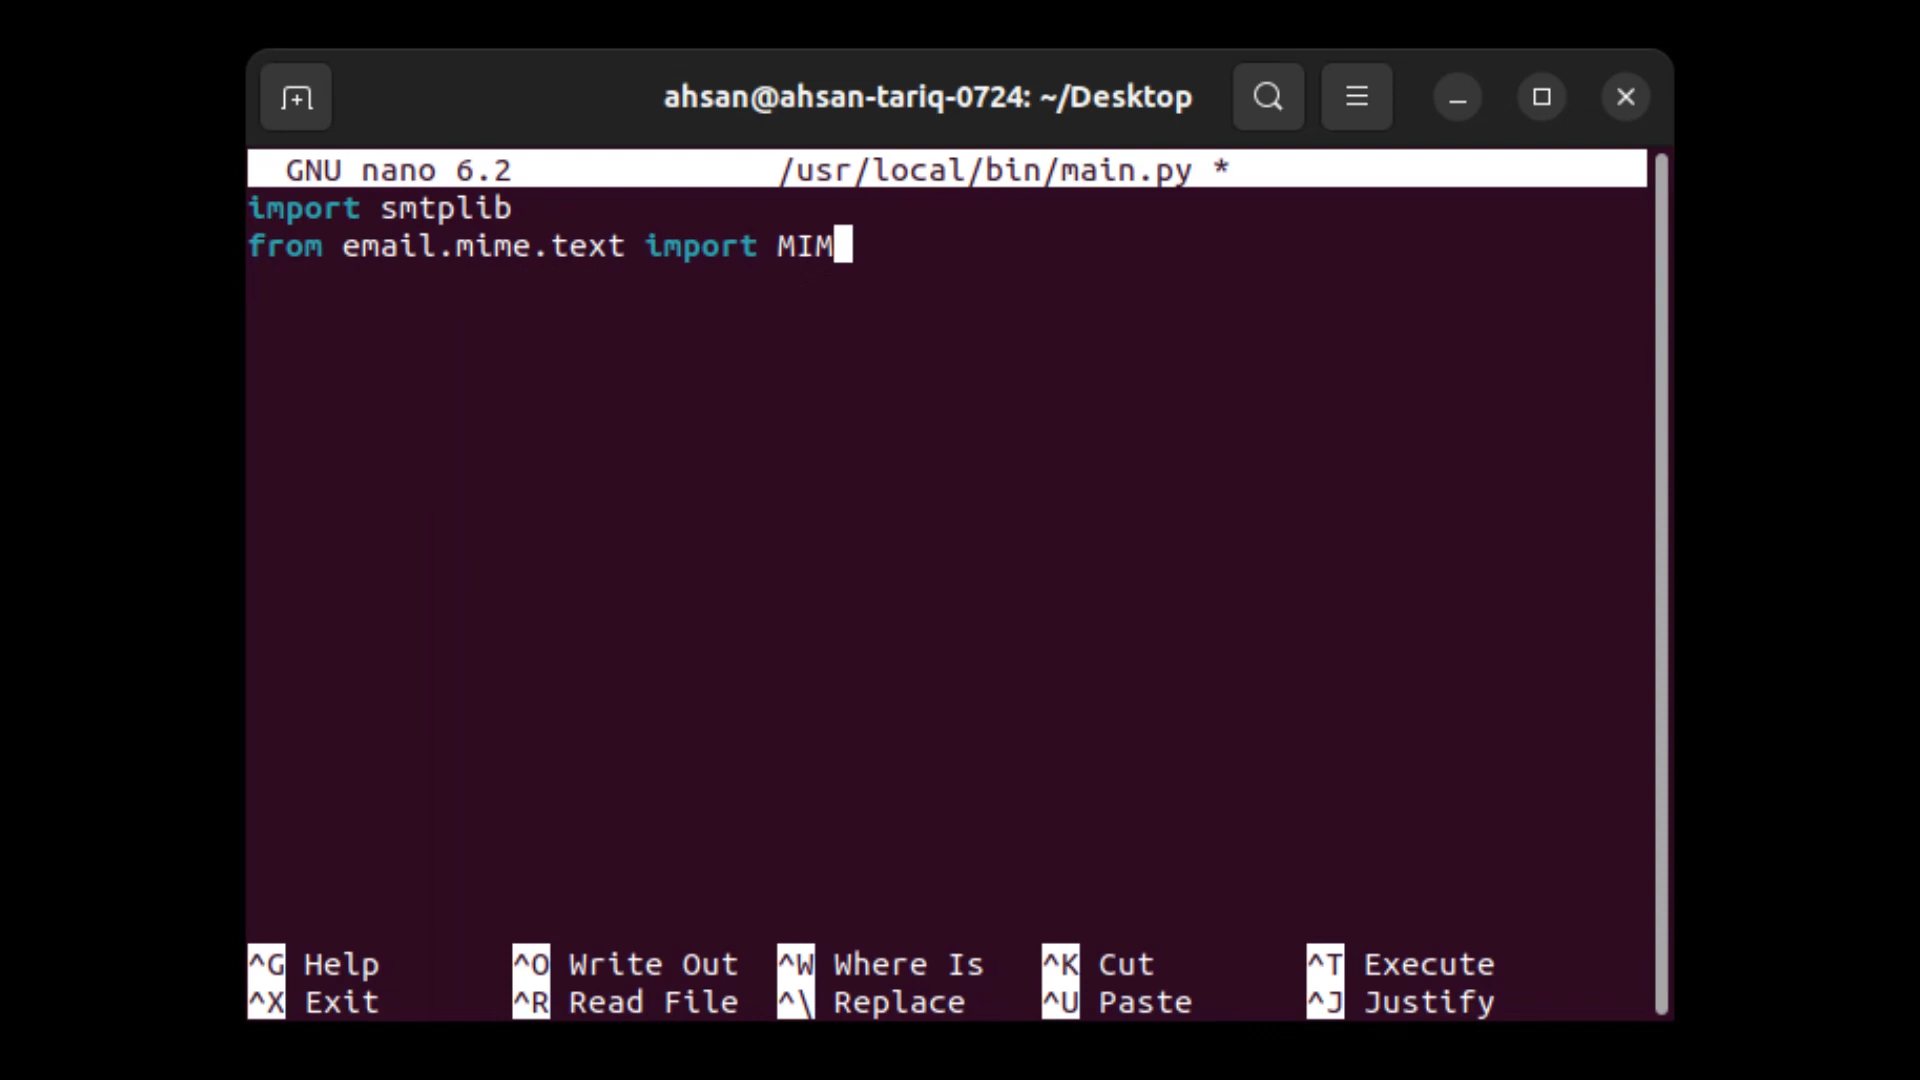 ahsan@ahsan-tariq-0724: ~/Desktop
GNU nano 6.2 /usr/local/bin/main.py *
import smtplib
from email.mime.text import MIM
^G Help ^O Write Out ^W Where Is ^K Cut ^T Execute
^X Exit ^R Read File ^\ Replace ^U Paste ^J Justify